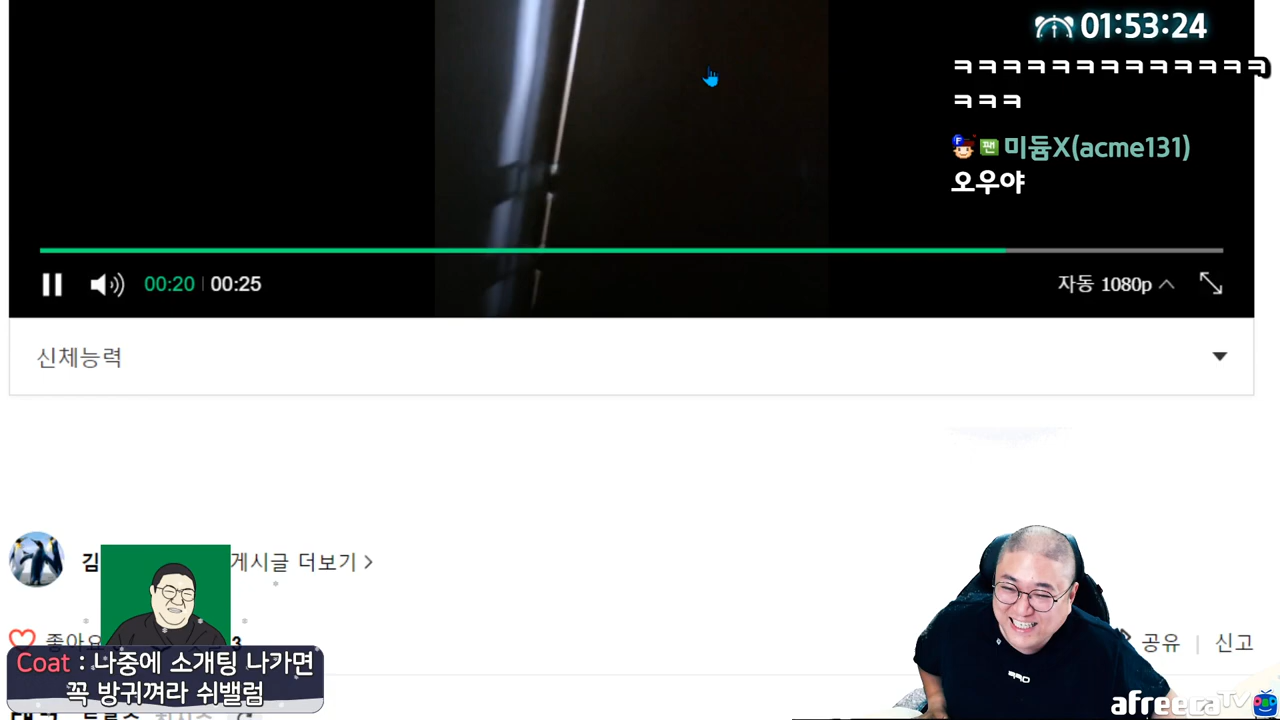 01:53:24
ㅋㅋㅋㅋㅋㅋㅋㅋㅋㅋㅋㅋㅋ
ㅋㅋㅋ
F 팬 미듐X(acme131)
오우야
00:20 00:25
자동 1080p
신체능력
김 게시글 더보기
좋아요 3
공유 신고
Coat : 나중에 소개팅 나가면
꼭 방귀껴라 쉬밸럼
afreecaTV